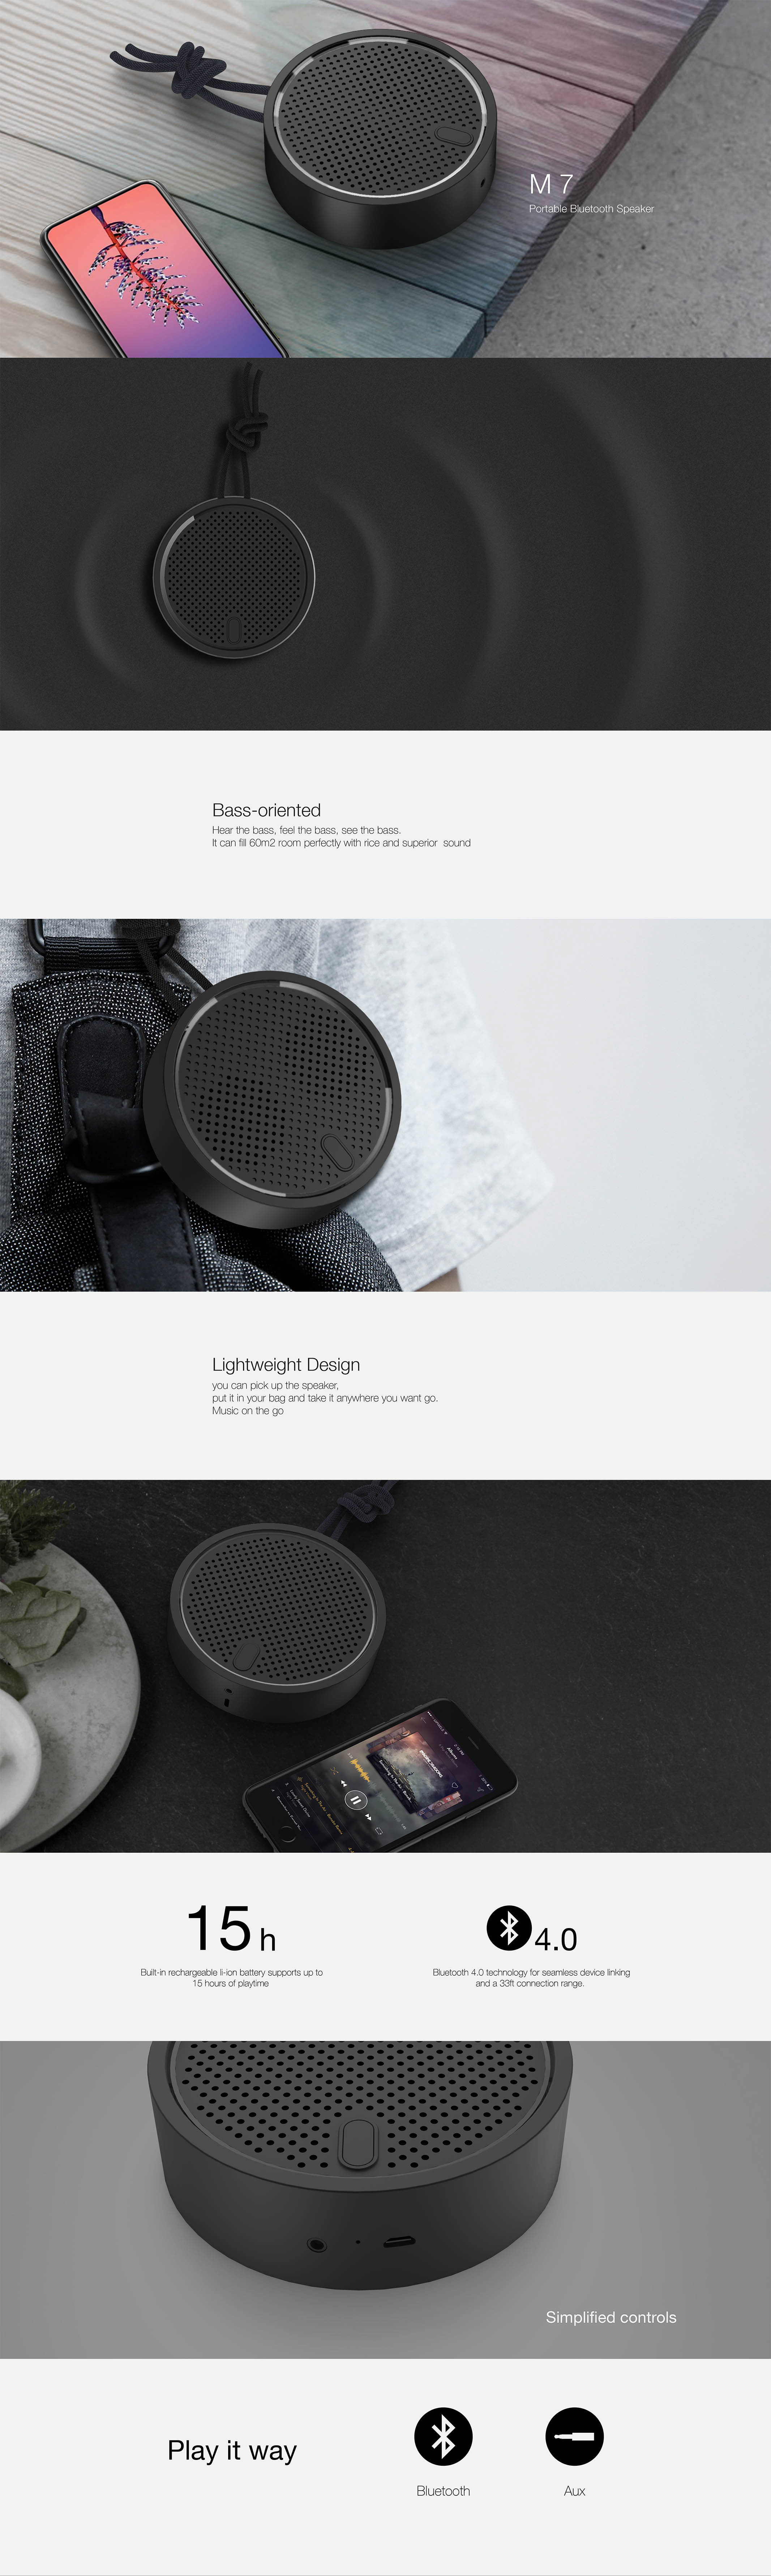 M 7
Portable Bluetooth Speaker
Bass-oriented
Hear the bass, feel the bass, see the bass.
It can fill 60m2 room perfectly with rice and superior sound
Lightweight Design
you can pick up the speaker,
put it in your bag and take it anywhere you want go.
Music on the go
15 h
Built-in rechargeable li-ion battery supports up to
15 hours of playtime
4.0
Bluetooth 4.0 technology for seamless device linking
and a 33ft connection range.
Simplified controls
Play it way
Bluetooth
Aux